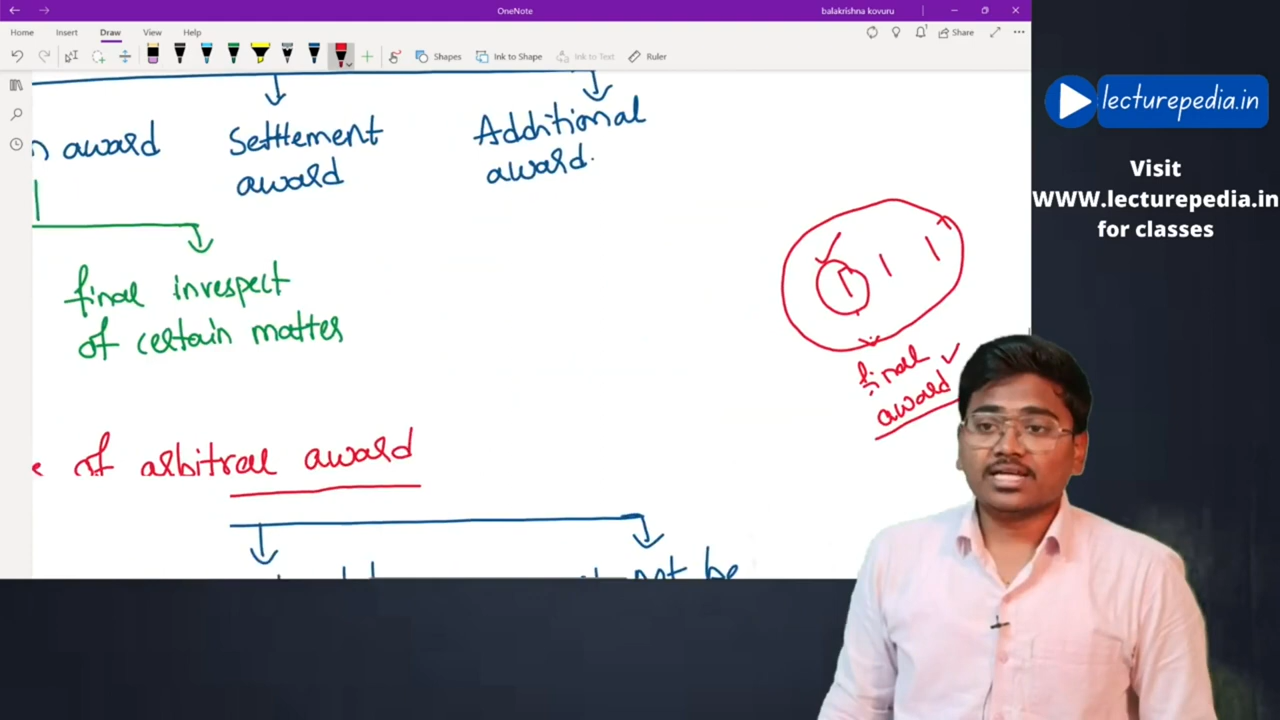 OneNote
balakrishna kovuru
Home Insert Draw View Help
Share
Shapes Ink to Shape Ink to Text Ruler
award
Settlement
award
Additional
award.
final inrespect
of certain matter
final
award
of arbitral award
not be
lecturepedia.in
Visit
WWW.lecturepedia.in
for classes